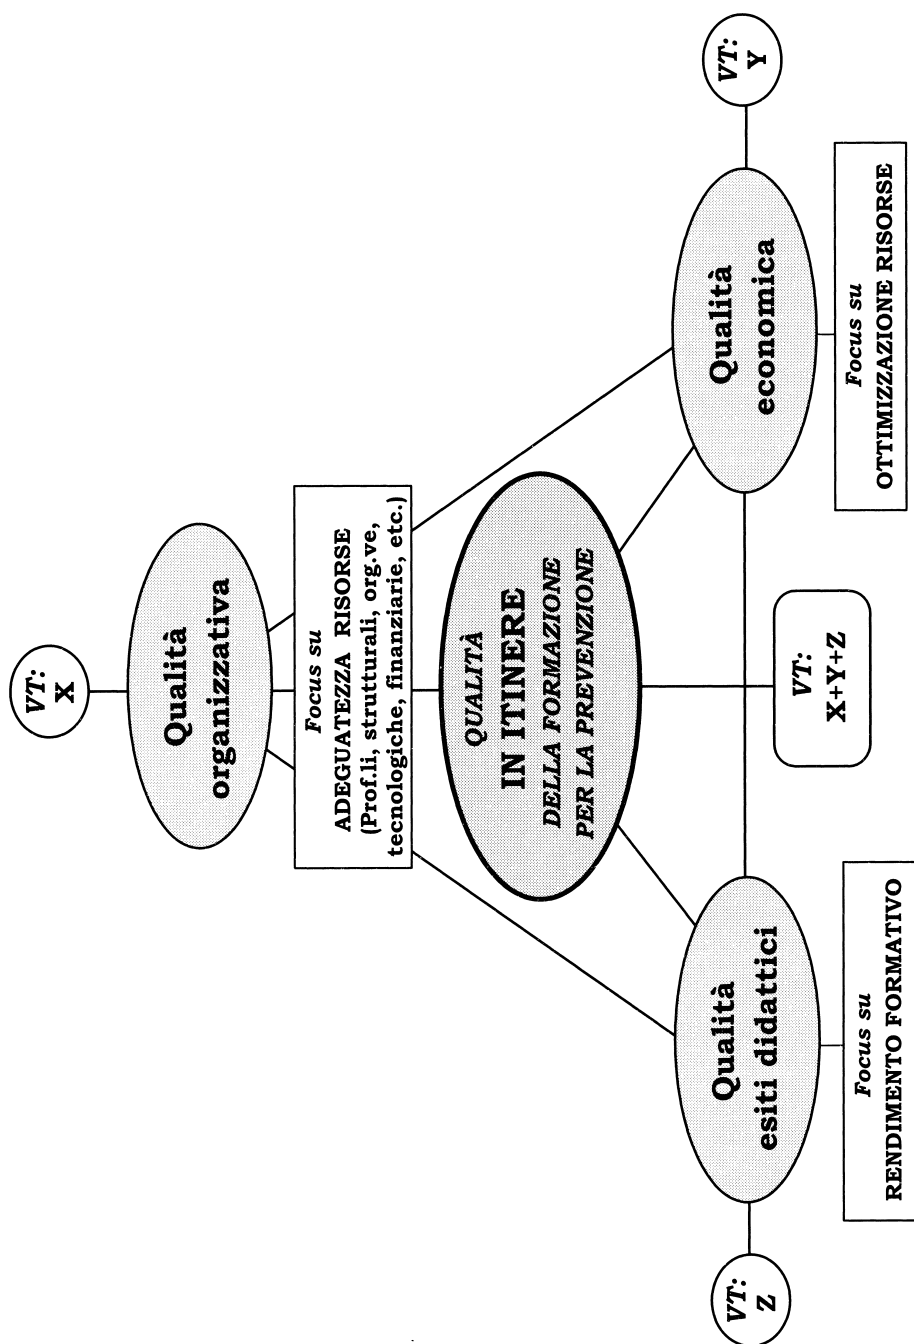 VT:
X
Qualità
organizzativa
Focus su
ADEGUATEZZA RISORSE
(Prof.li, strutturali, org.ve,
tecnologiche, finanziarie, etc.)
QUALITÀ
IN ITINERE
DELLA FORMAZIONE
PER LA PREVENZIONE
VT:
Z
Qualità
esiti didattici
Focus su
RENDIMENTO FORMATIVO
VT:
X+Y+Z
Qualità
economica
VT:
Y
Focus su
OTTIMIZZAZIONE RISORSE